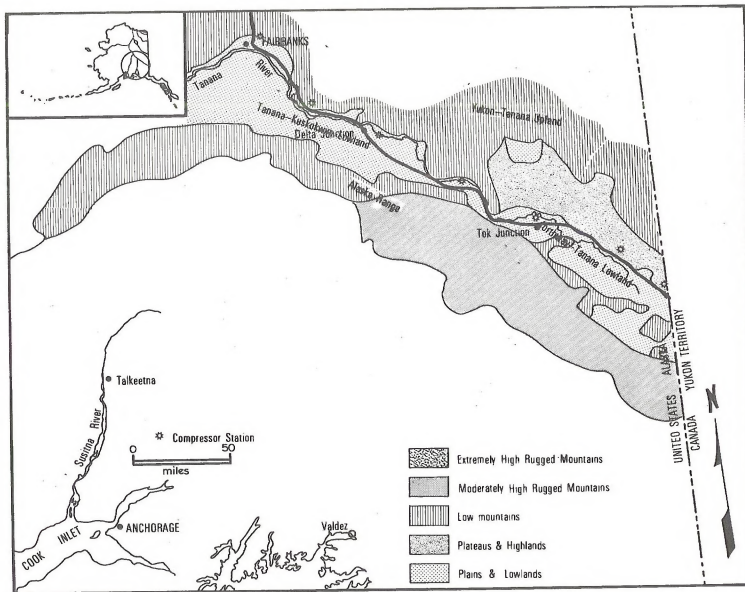 FAIRBANKS
Tanana
River
Yukon-Tanana Upland
Tanana-Kuskokwim Lowland
Delta Junction
Alaska Range
Tok Junction
Northway-Tanana Lowland
ALASKA
YUKON TERRITORY
UNITED STATES
CANADA
N
Talkeetna
Susitna River
Compressor Station
0 50
miles
ANCHORAGE
COOK INLET
Valdez
Extremely High Rugged Mountains
Moderately High Rugged Mountains
Low mountains
Plateaus & Highlands
Plains & Lowlands